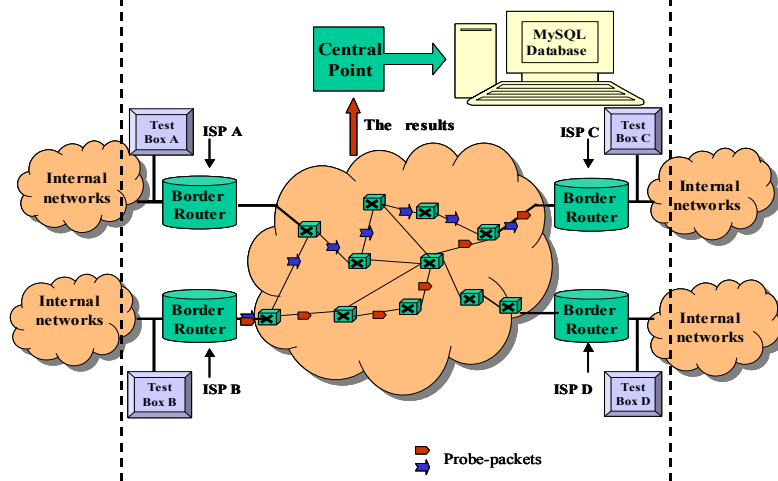 Central
Point
MySQL
Database
The results
Test
Box A
ISP A
ISP C
Test
Box C
Internal
networks
Border
Router
Border
Router
Internal
networks
Internal
networks
Border
Router
Border
Router
Internal
networks
Test
Box B
ISP B
ISP D
Test
Box D
Probe-packets